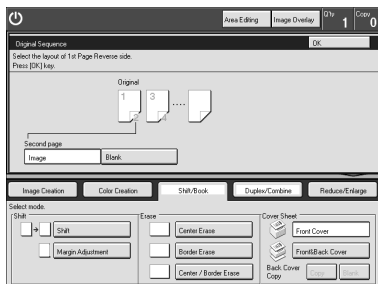 Area Editing Image Overlay Q'ty 1 Copy 0
Original Sequence OK
Select the layout of 1st Page Reverse side.
Press [OK] key.
Original
1 3 ....
2 4
Second page
Image Blank
Image Creation Color Creation Shift/Book Duplex/Combine Reduce/Enlarge
Select mode.
Shift Erase Cover Sheet
Shift Center Erase Front Cover
Margin Adjustment Border Erase Front&Back Cover
Center / Border Erase Back Cover Copy Copy Blank